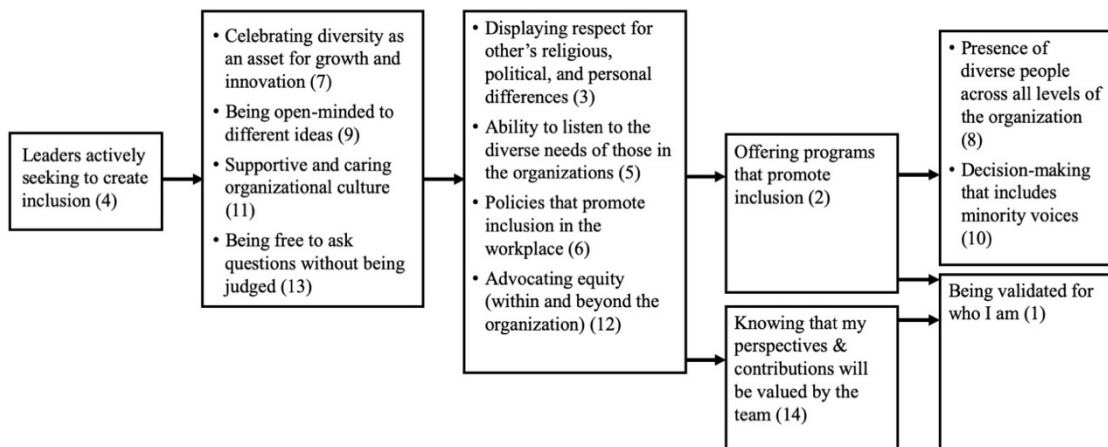 Leaders actively
seeking to create
inclusion (4)
• Celebrating diversity as
an asset for growth and
innovation (7)
• Being open-minded to
different ideas (9)
• Supportive and caring
organizational culture
(11)
• Being free to ask
questions without being
judged (13)
• Displaying respect for
other's religious,
political, and personal
differences (3)
• Ability to listen to the
diverse needs of those in
the organizations (5)
• Policies that promote
inclusion in the
workplace (6)
• Advocating equity
(within and beyond the
organization) (12)
Offering programs
that promote
inclusion (2)
Knowing that my
perspectives &
contributions will
be valued by the
team (14)
• Presence of
diverse people
across all levels of
the organization
(8)
• Decision-making
that includes
minority voices
(10)
Being validated for
who I am (1)